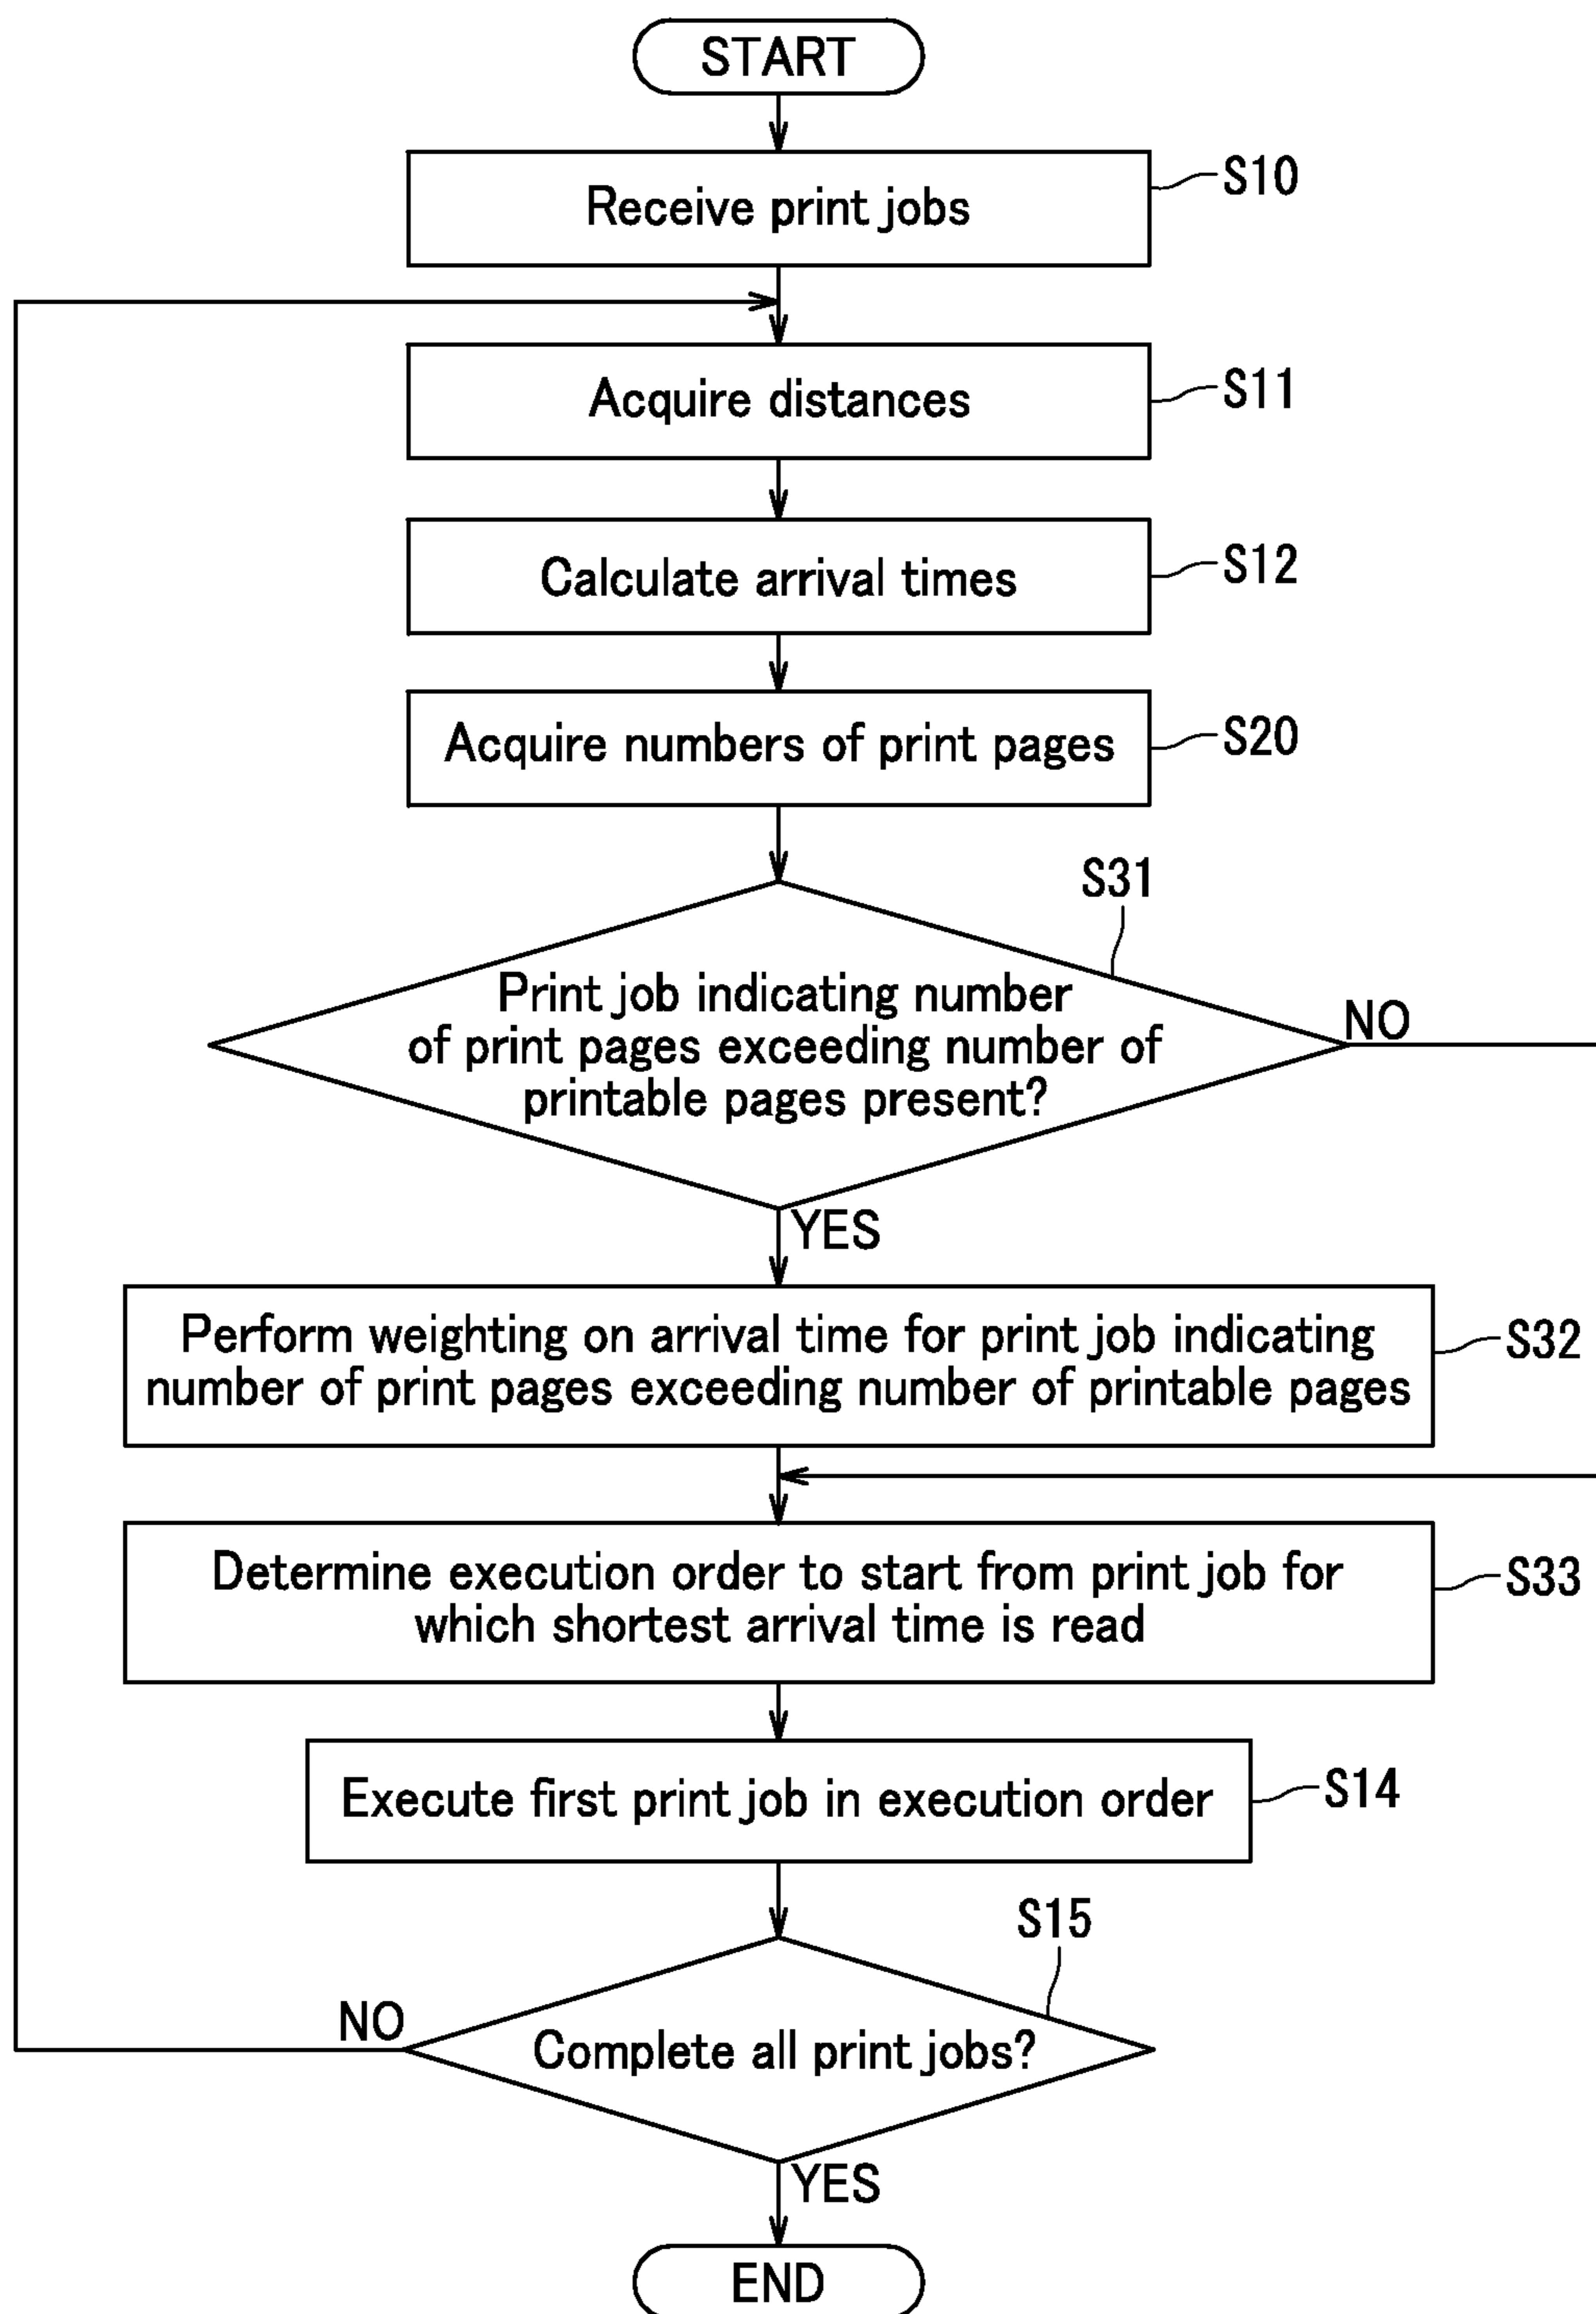 START
Receive print jobs
S10
Acquire distances
S11
Calculate arrival times
S12
Acquire numbers of print pages
S20
S31
Print job indicating number
of print pages exceeding number of
printable pages present?
NO
YES
Perform weighting on arrival time for print job indicating
number of print pages exceeding number of printable pages
S32
Determine execution order to start from print job for
which shortest arrival time is read
S33
Execute first print job in execution order
S14
S15
NO
Complete all print jobs?
YES
END